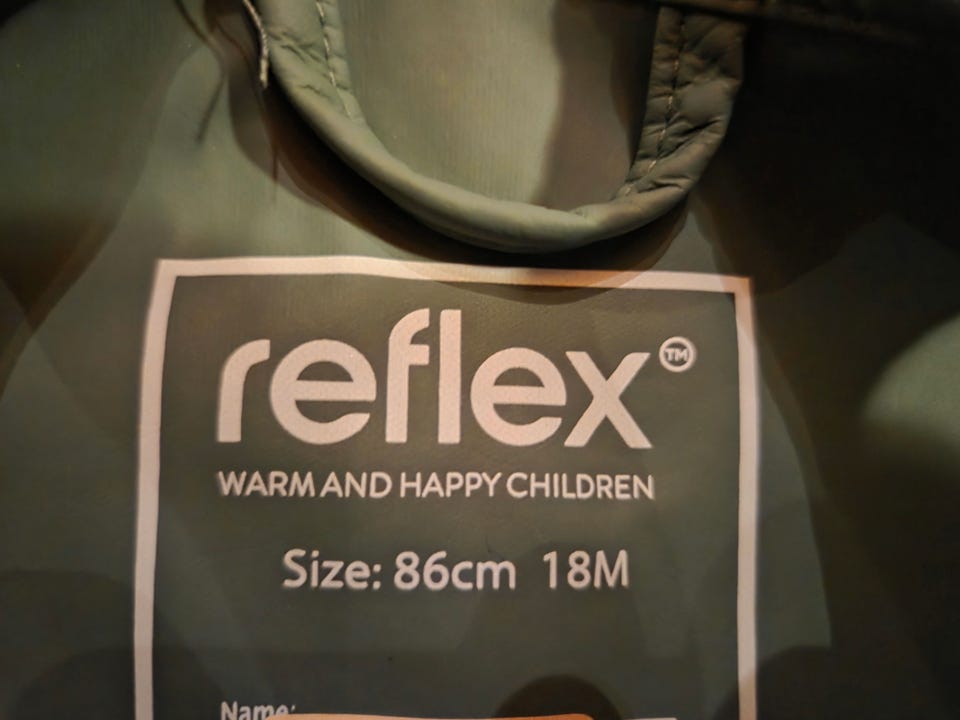 reflex™
WARM AND HAPPY CHILDREN
Size: 86cm 18M
Name: